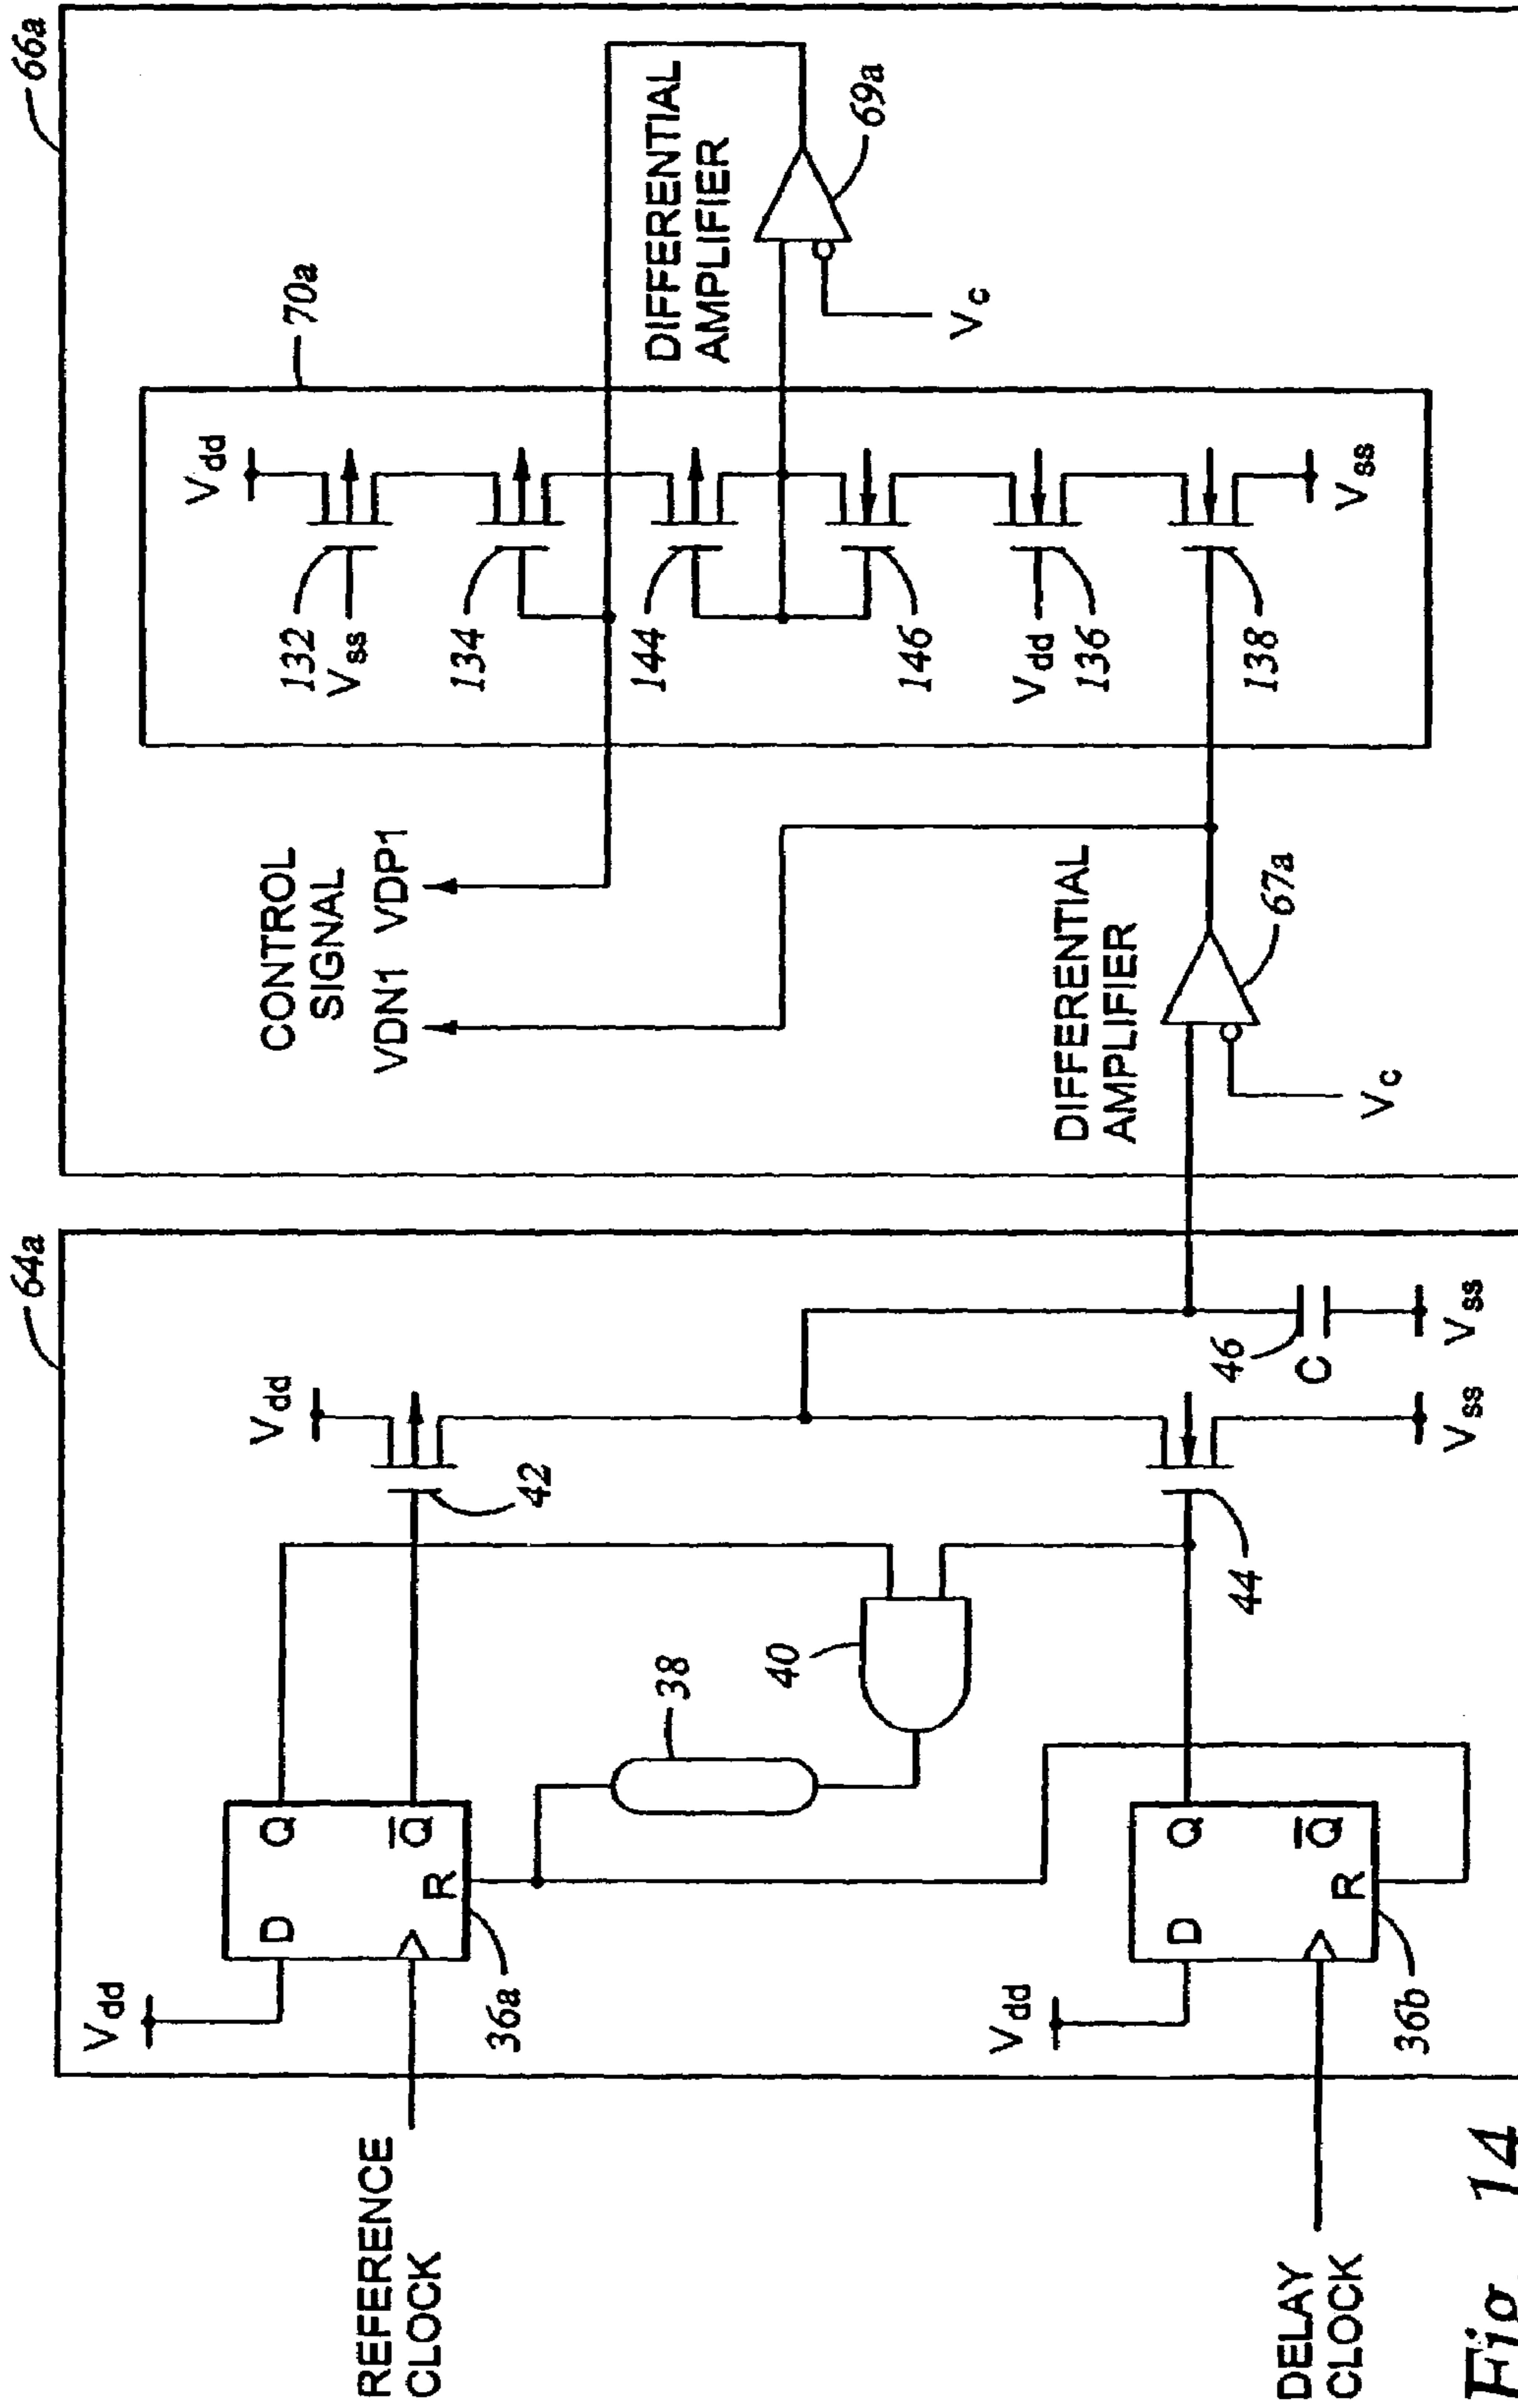 64a
66a
REFERENCE
CLOCK
DELAY
CLOCK
Vdd
D
Q
Q̅
R
36a
Vdd
D
Q
Q̅
R
36b
38
40
Vdd
42
44
Vss
46
C
Vss
DIFFERENTIAL
AMPLIFIER
67a
Vc
CONTROL
SIGNAL
VDN1 VDP1
70a
Vdd
132
Vss
134
144
146
Vdd
136
138
Vss
DIFFERENTIAL
AMPLIFIER
69a
Vc
Fig. 14